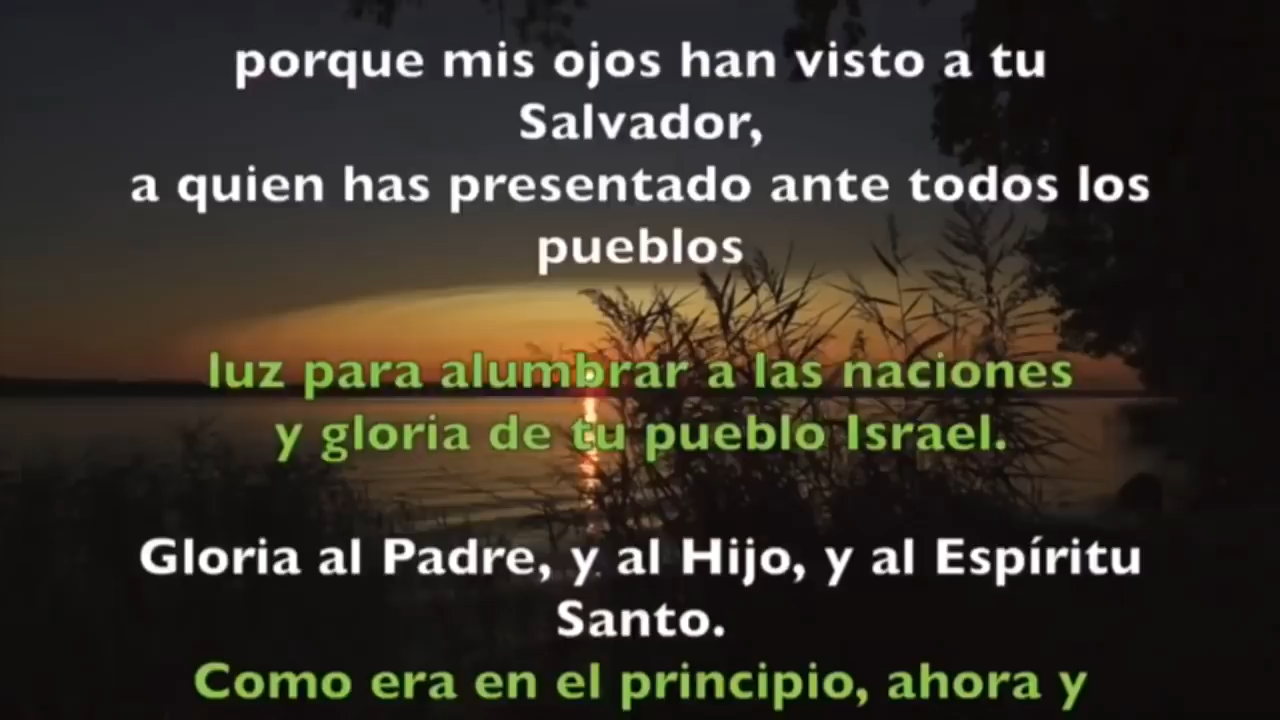 porque mis ojos han visto a tu
Salvador,
a quien has presentado ante todos los
pueblos
luz para alumbrar a las naciones
y gloria de tu pueblo Israel.
Gloria al Padre, y al Hijo, y al Espíritu
Santo.
Como era en el principio, ahora y